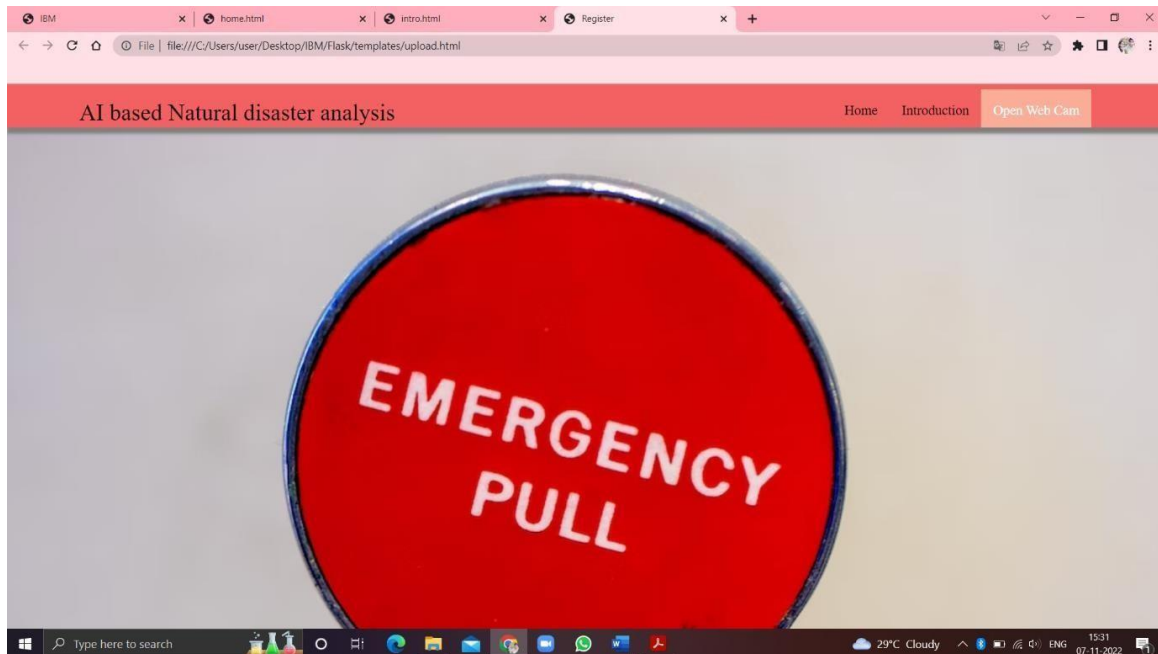 IBM
home.html
intro.html
Register
File | file:///C:/Users/user/Desktop/IBM/Flask/templates/upload.html
AI based Natural disaster analysis
Home Introduction Open Web Cam
EMERGENCY
PULL
Type here to search
29°C Cloudy
ENG
15:31
07-11-2022